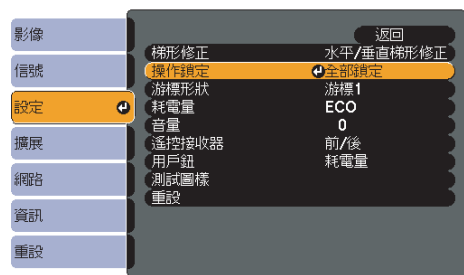 影像
信號
設定
擴展
網路
資訊
重設
返回
梯形修正 水平/垂直梯形修正
操作鎖定 全部鎖定
游標形狀 游標1
耗電量 ECO
音量 0
遙控接收器 前/後
用戶鈕 耗電量
測試圖樣
重設